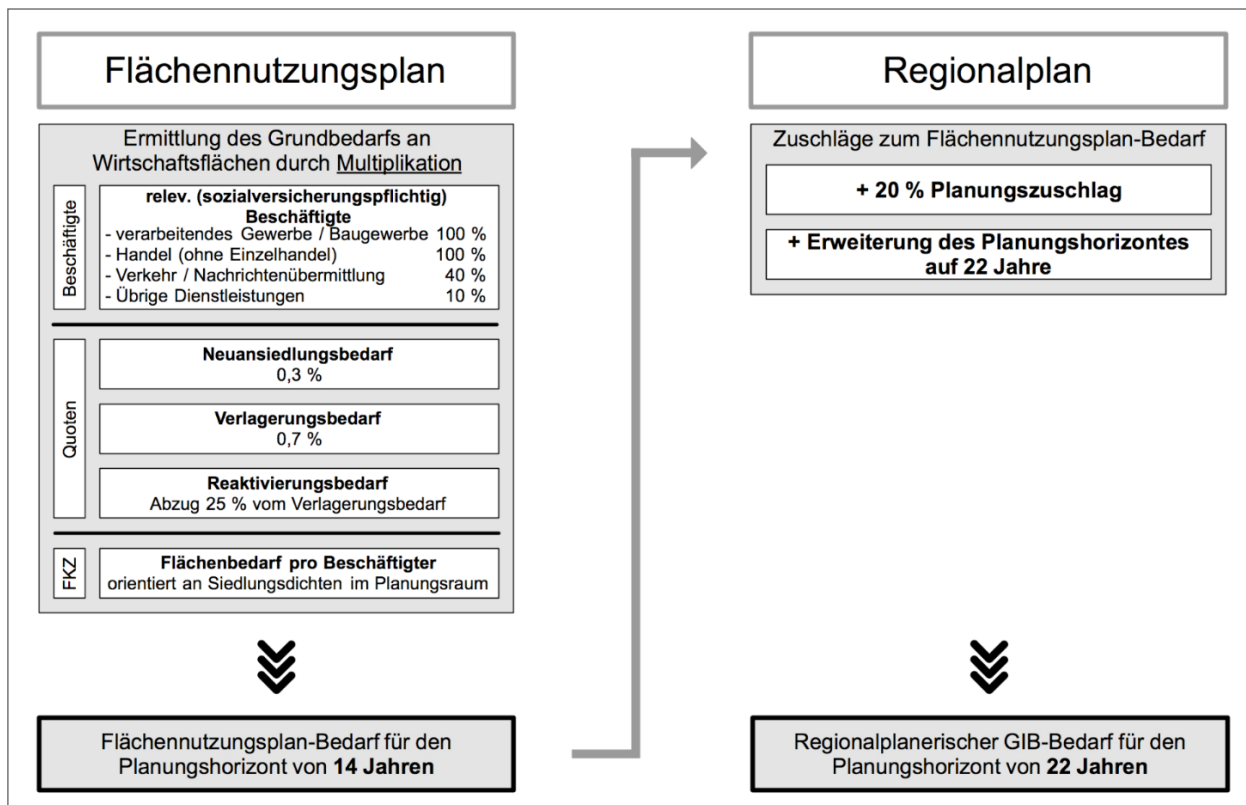 Flächennutzungsplan
Ermittlung des Grundbedarfs an
Wirtschaftsflächen durch Multiplikation
Beschäftigte
relev. (sozialversicherungspflichtig)
Beschäftigte
- verarbeitendes Gewerbe / Baugewerbe 100 %
- Handel (ohne Einzelhandel) 100 %
- Verkehr / Nachrichtenübermittlung 40 %
- Übrige Dienstleistungen 10 %
Quoten
Neuansiedlungsbedarf
0,3 %
Verlagerungsbedarf
0,7 %
Reaktivierungsbedarf
Abzug 25 % vom Verlagerungsbedarf
FKZ
Flächenbedarf pro Beschäftigter
orientiert an Siedlungsdichten im Planungsraum
Flächennutzungsplan-Bedarf für den
Planungshorizont von 14 Jahren
Regionalplan
Zuschläge zum Flächennutzungsplan-Bedarf
+ 20 % Planungszuschlag
+ Erweiterung des Planungshorizontes
auf 22 Jahre
Regionalplanerischer GIB-Bedarf für den
Planungshorizont von 22 Jahren